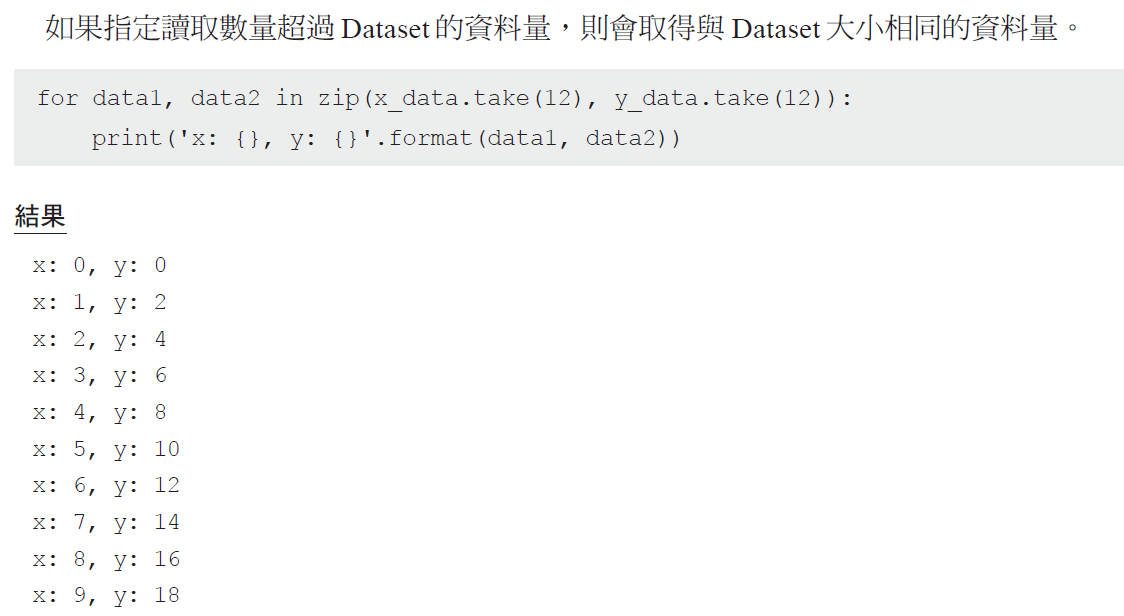 如果指定讀取數量超過 Dataset 的資料量，則會取得與 Dataset 大小相同的資料量。
for data1, data2 in zip(x_data.take(12), y_data.take(12)):
    print('x: {}, y: {}'.format(data1, data2))
結果
x: 0, y: 0
x: 1, y: 2
x: 2, y: 4
x: 3, y: 6
x: 4, y: 8
x: 5, y: 10
x: 6, y: 12
x: 7, y: 14
x: 8, y: 16
x: 9, y: 18